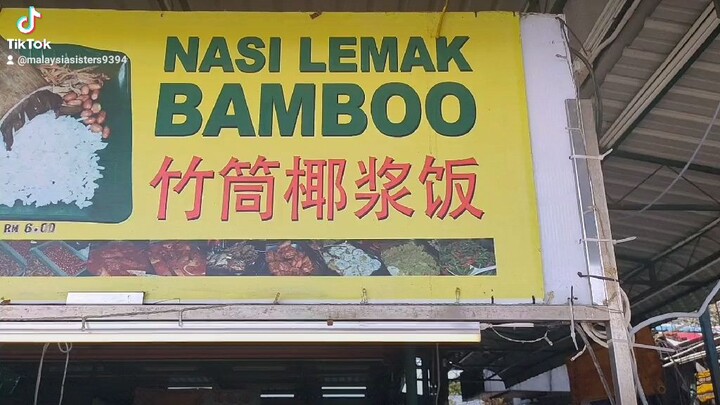 TikTok
@malaysiasisters9394
NASI LEMAK
BAMBOO
竹筒椰浆饭
RM 6.00